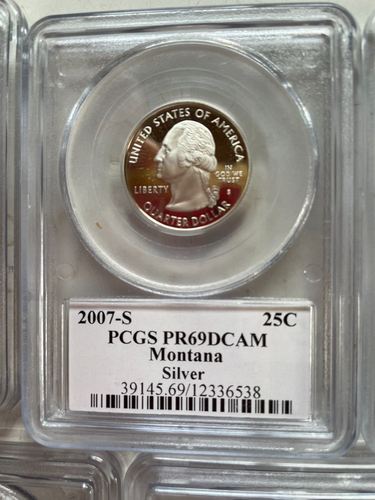 UNITED STATES OF AMERICA
LIBERTY
IN
GOD WE
TRUST
S
QUARTER DOLLAR
2007-S 25C
PCGS PR69DCAM
Montana
Silver
39145.69/12336538